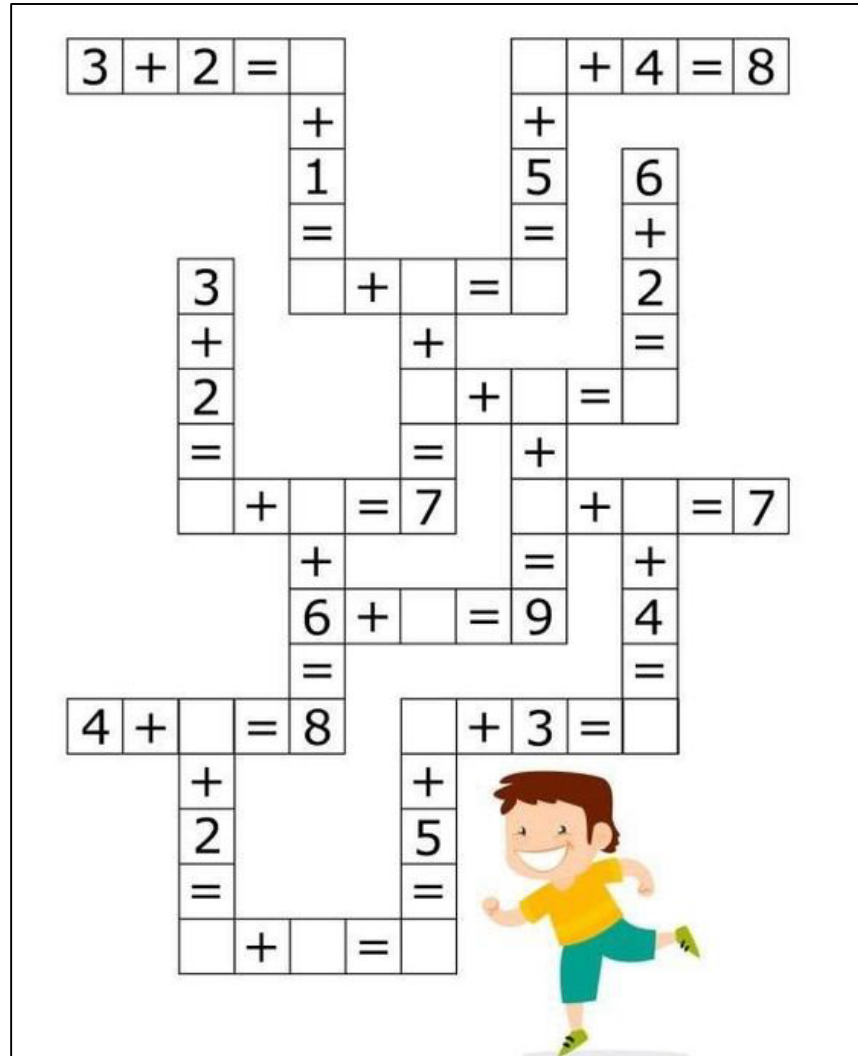 3 + 2 =   + 4 = 8
+ +
1 5 6
= = +
3 + = 2
+ + =
2 + =
= = +
+ = 7 + = 7
+ = +
6 + = 9 4
= =
4 + = 8 + 3 =
+ +
2 5
= =
+ =